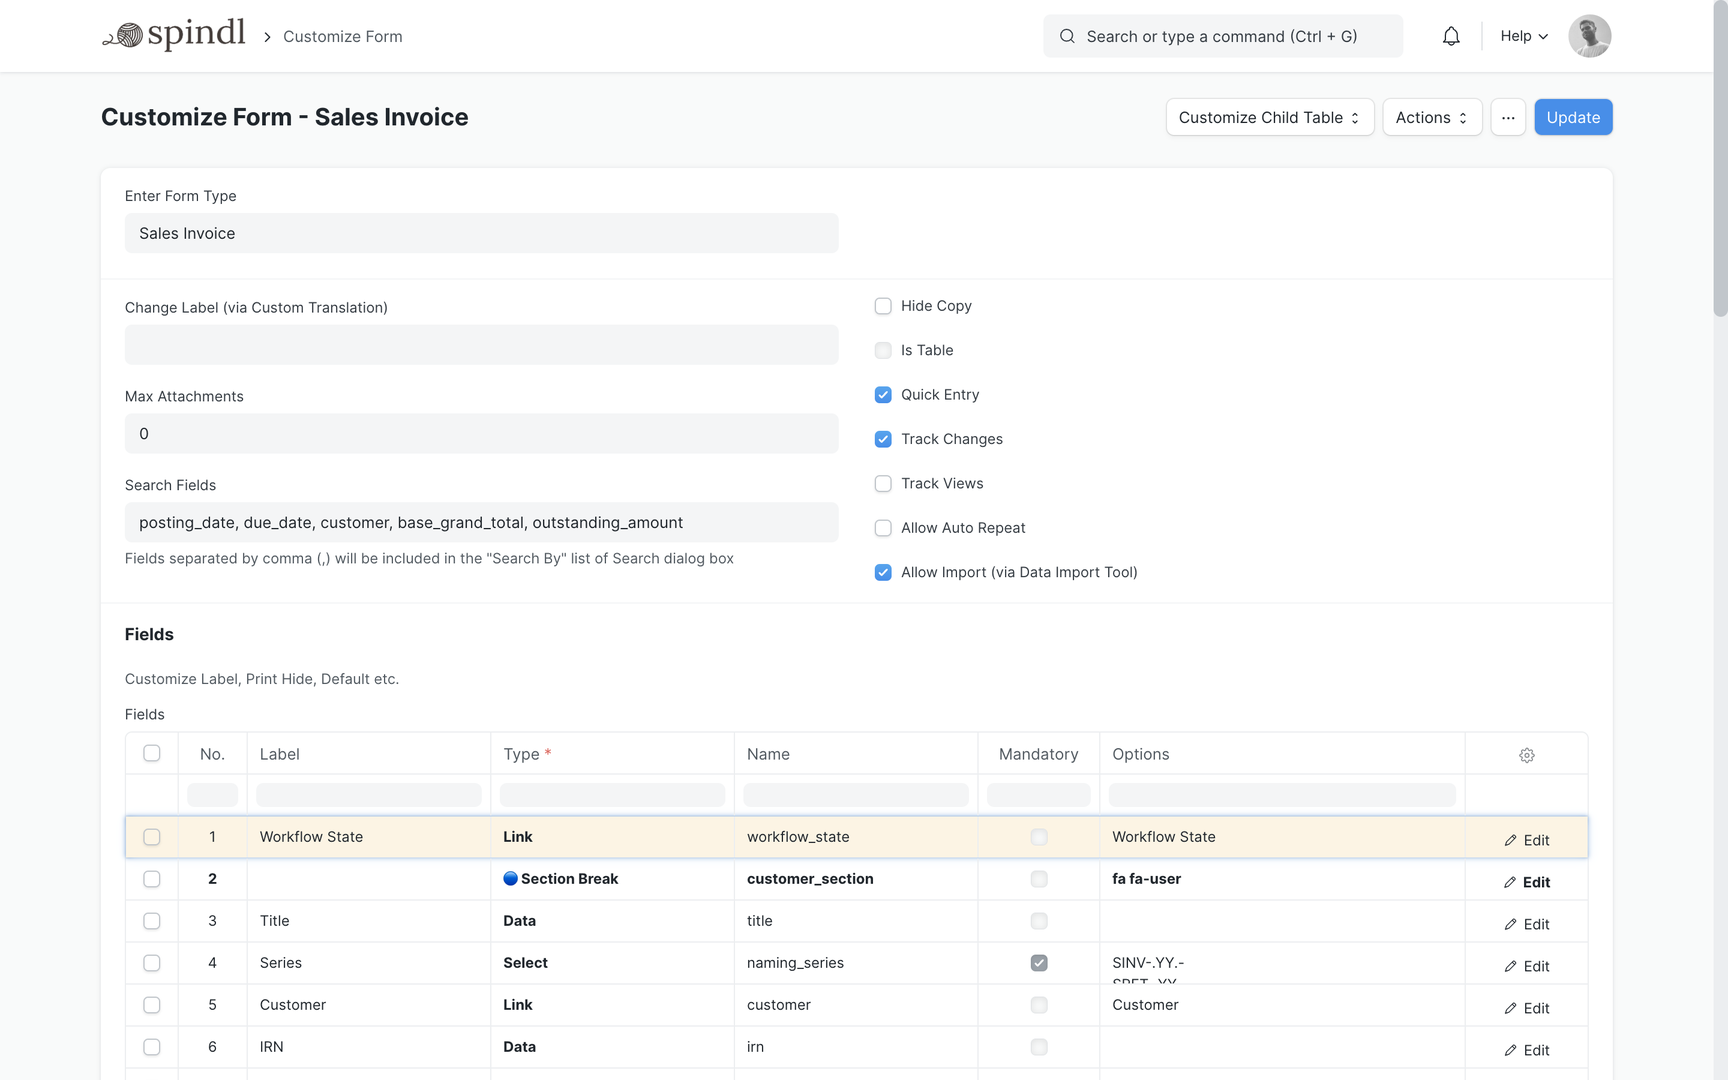 spindl
Customize Form
Search or type a command (Ctrl + G)
Help
Customize Form - Sales Invoice
Customize Child Table
Actions
...
Update
Enter Form Type
Sales Invoice
Change Label (via Custom Translation)
Max Attachments
0
Search Fields
posting_date, due_date, customer, base_grand_total, outstanding_amount
Fields separated by comma (,) will be included in the "Search By" list of Search dialog box
Hide Copy
Is Table
Quick Entry
Track Changes
Track Views
Allow Auto Repeat
Allow Import (via Data Import Tool)
Fields
Customize Label, Print Hide, Default etc.
Fields
No. Label Type * Name Mandatory Options
1 Workflow State Link workflow_state Workflow State Edit
2 Section Break customer_section fa fa-user Edit
3 Title Data title Edit
4 Series Select naming_series SINV-.YY.- Edit
5 Customer Link customer Customer Edit
6 IRN Data irn Edit